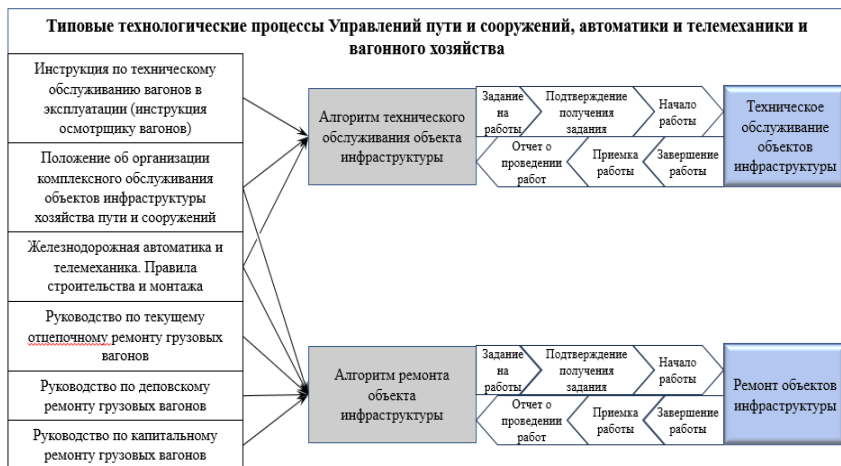 Типовые технологические процессы Управлений пути и сооружений, автоматики и телемеханики и
вагонного хозяйства
Инструкция по техническому
обслуживанию вагонов в
эксплуатации (инструкция
осмотрщику вагонов)
Положение об организации
комплексного обслуживания
объектов инфраструктуры
хозяйства пути и сооружений
Железнодорожная автоматика и
телемеханика. Правила
строительства и монтажа
Руководство по текущему
отцепочному ремонту грузовых
вагонов
Руководство по деповскому
ремонту грузовых вагонов
Руководство по капитальному
ремонту грузовых вагонов
Алгоритм технического
обслуживания объекта
инфраструктуры
Задание
на
работы
Подтверждение
получения
задания
Начало
работы
Отчет о
проведении
работ
Приемка
работы
Завершение
работы
Техническое
обслуживание
объектов
инфраструктуры
Алгоритм ремонта
объекта
инфраструктуры
Задание
на
работы
Подтверждение
получения
задания
Начало
работы
Отчет о
проведении
работ
Приемка
работы
Завершение
работы
Ремонт объектов
инфраструктуры